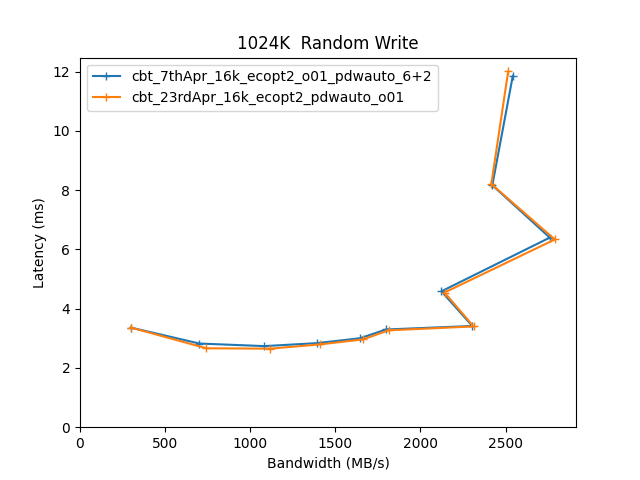 1024K  Random Write
cbt_7thApr_16k_ecopt2_o01_pdwauto_6+2
cbt_23rdApr_16k_ecopt2_pdwauto_o01
12
10
8
6
4
2
0
Latency (ms)
0 500 1000 1500 2000 2500
Bandwidth (MB/s)